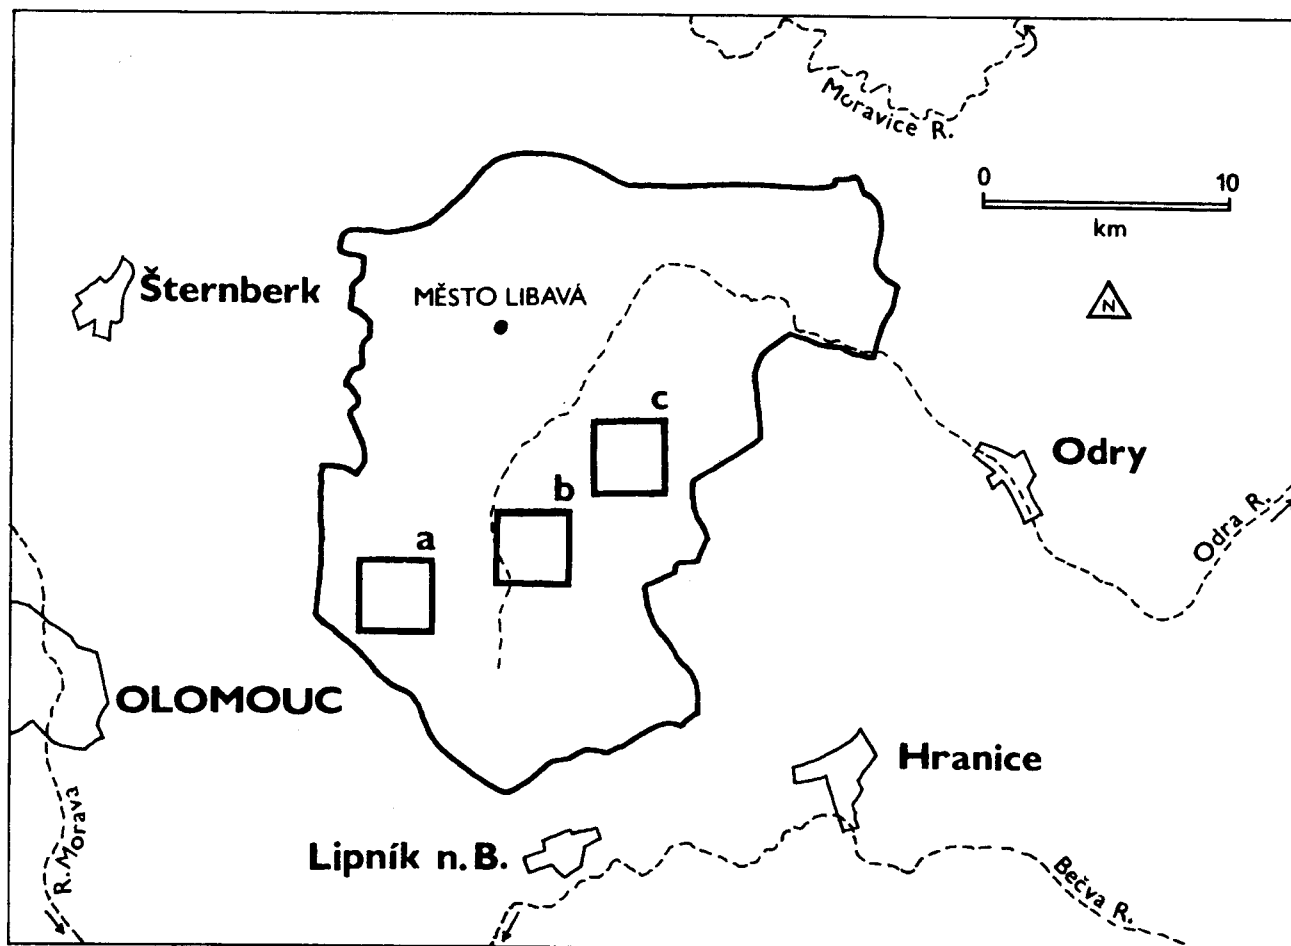 Moravice R.
0 10
km
N
Šternberk
MĚSTO LIBAVÁ
c
Odry
b
Odra R.
a
OLOMOUC
Hranice
R. Morava
Lipník n. B.
Bečva R.